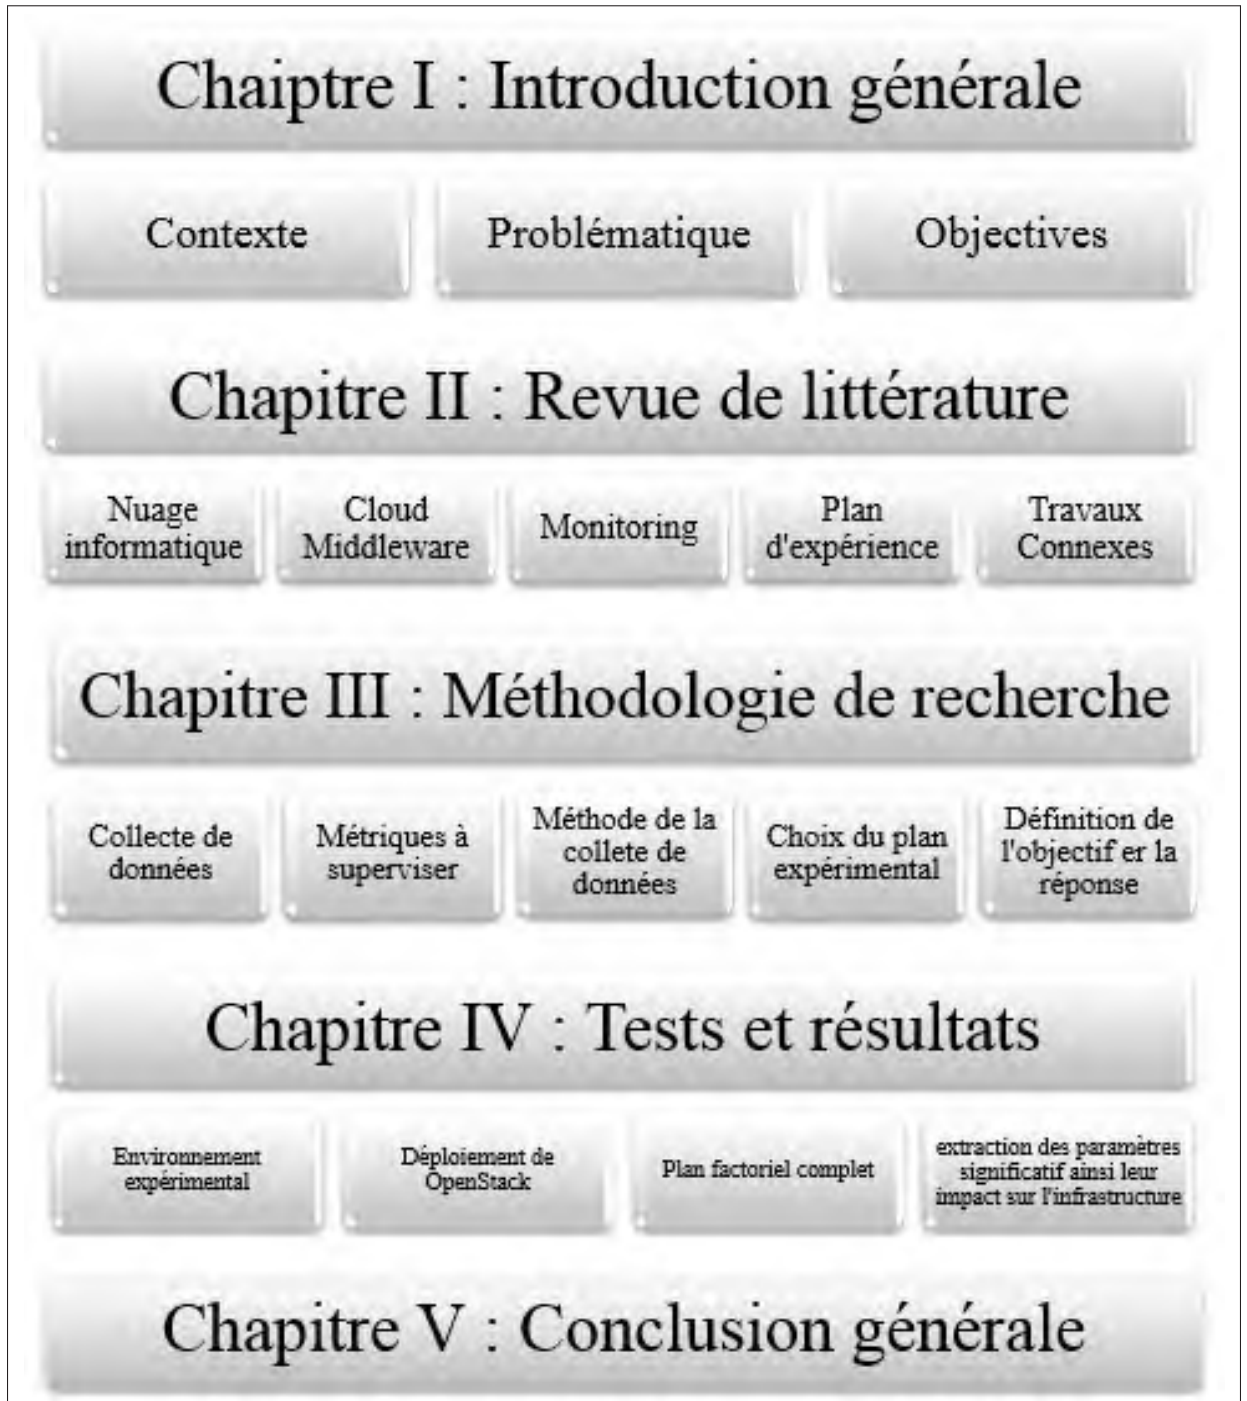 Chaiptre I : Introduction générale
Contexte
Problématique
Objectives
Chapitre II : Revue de littérature
Nuage
informatique
Cloud
Middleware
Monitoring
Plan
d'expérience
Travaux
Connexes
Chapitre III : Méthodologie de recherche
Collecte de
données
Métriques à
superviser
Méthode de la
collete de
données
Choix du plan
expérimental
Définition de
l'objectif er la
réponse
Chapitre IV : Tests et résultats
Environnement
expérimental
Déploiement de
OpenStack
Plan factoriel complet
extraction des paramètres
significatif ainsi leur
impact sur l'infrastructure
Chapitre V : Conclusion générale